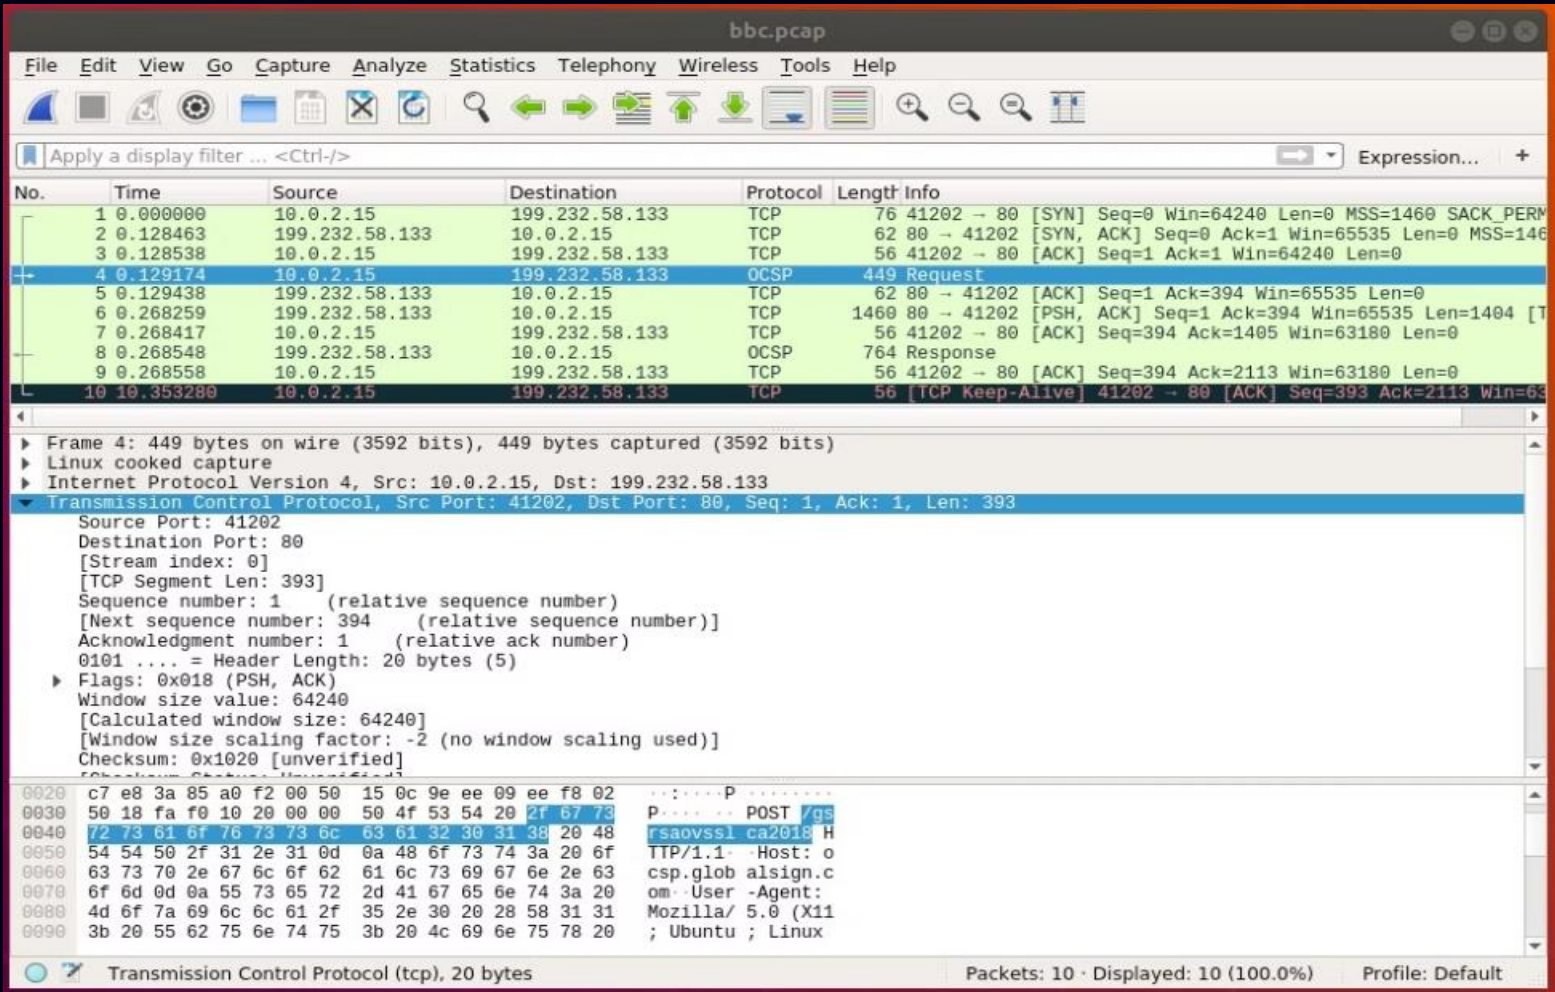 bbc.pcap
File Edit View Go Capture Analyze Statistics Telephony Wireless Tools Help
Apply a display filter ... <Ctrl-/> Expression... +
No. Time Source Destination Protocol Length Info
1 0.000000 10.0.2.15 199.232.58.133 TCP 76 41202 → 80 [SYN] Seq=0 Win=64240 Len=0 MSS=1460 SACK_PERM
2 0.128463 199.232.58.133 10.0.2.15 TCP 62 80 → 41202 [SYN, ACK] Seq=0 Ack=1 Win=65535 Len=0 MSS=146
3 0.128538 10.0.2.15 199.232.58.133 TCP 56 41202 → 80 [ACK] Seq=1 Ack=1 Win=64240 Len=0
4 0.129174 10.0.2.15 199.232.58.133 OCSP 449 Request
5 0.129438 199.232.58.133 10.0.2.15 TCP 62 80 → 41202 [ACK] Seq=1 Ack=394 Win=65535 Len=0
6 0.268259 199.232.58.133 10.0.2.15 TCP 1460 80 → 41202 [PSH, ACK] Seq=1 Ack=394 Win=65535 Len=1404 [T
7 0.268417 10.0.2.15 199.232.58.133 TCP 56 41202 → 80 [ACK] Seq=394 Ack=1405 Win=63180 Len=0
8 0.268548 199.232.58.133 10.0.2.15 OCSP 764 Response
9 0.268558 10.0.2.15 199.232.58.133 TCP 56 41202 → 80 [ACK] Seq=394 Ack=2113 Win=63180 Len=0
10 10.353280 10.0.2.15 199.232.58.133 TCP 56 [TCP Keep-Alive] 41202 → 80 [ACK] Seq=393 Ack=2113 Win=63
Frame 4: 449 bytes on wire (3592 bits), 449 bytes captured (3592 bits)
Linux cooked capture
Internet Protocol Version 4, Src: 10.0.2.15, Dst: 199.232.58.133
Transmission Control Protocol, Src Port: 41202, Dst Port: 80, Seq: 1, Ack: 1, Len: 393
Source Port: 41202
Destination Port: 80
[Stream index: 0]
[TCP Segment Len: 393]
Sequence number: 1 (relative sequence number)
[Next sequence number: 394 (relative sequence number)]
Acknowledgment number: 1 (relative ack number)
0101 .... = Header Length: 20 bytes (5)
Flags: 0x018 (PSH, ACK)
Window size value: 64240
[Calculated window size: 64240]
[Window size scaling factor: -2 (no window scaling used)]
Checksum: 0x1020 [unverified]
[Checksum Status: Unverified]
0020 c7 e8 3a 85 a0 f2 00 50 15 0c 9e ee 09 ee f8 02 ··:····P ········
0030 50 18 fa f0 10 20 00 00 50 4f 53 54 20 2f 67 73 P···· ·· POST /gs
0040 72 73 61 6f 76 73 73 6c 63 61 32 30 31 38 20 48 rsaovssl ca2018 H
0050 54 54 50 2f 31 2e 31 0d 0a 48 6f 73 74 3a 20 6f TTP/1.1· ·Host: o
0060 63 73 70 2e 67 6c 6f 62 61 6c 73 69 67 6e 2e 63 csp.glob alsign.c
0070 6f 6d 0d 0a 55 73 65 72 2d 41 67 65 6e 74 3a 20 om··User -Agent:
0080 4d 6f 7a 69 6c 6c 61 2f 35 2e 30 20 28 58 31 31 Mozilla/ 5.0 (X11
0090 3b 20 55 62 75 6e 74 75 3b 20 4c 69 6e 75 78 20 ; Ubuntu ; Linux
Transmission Control Protocol (tcp), 20 bytes Packets: 10 · Displayed: 10 (100.0%) Profile: Default